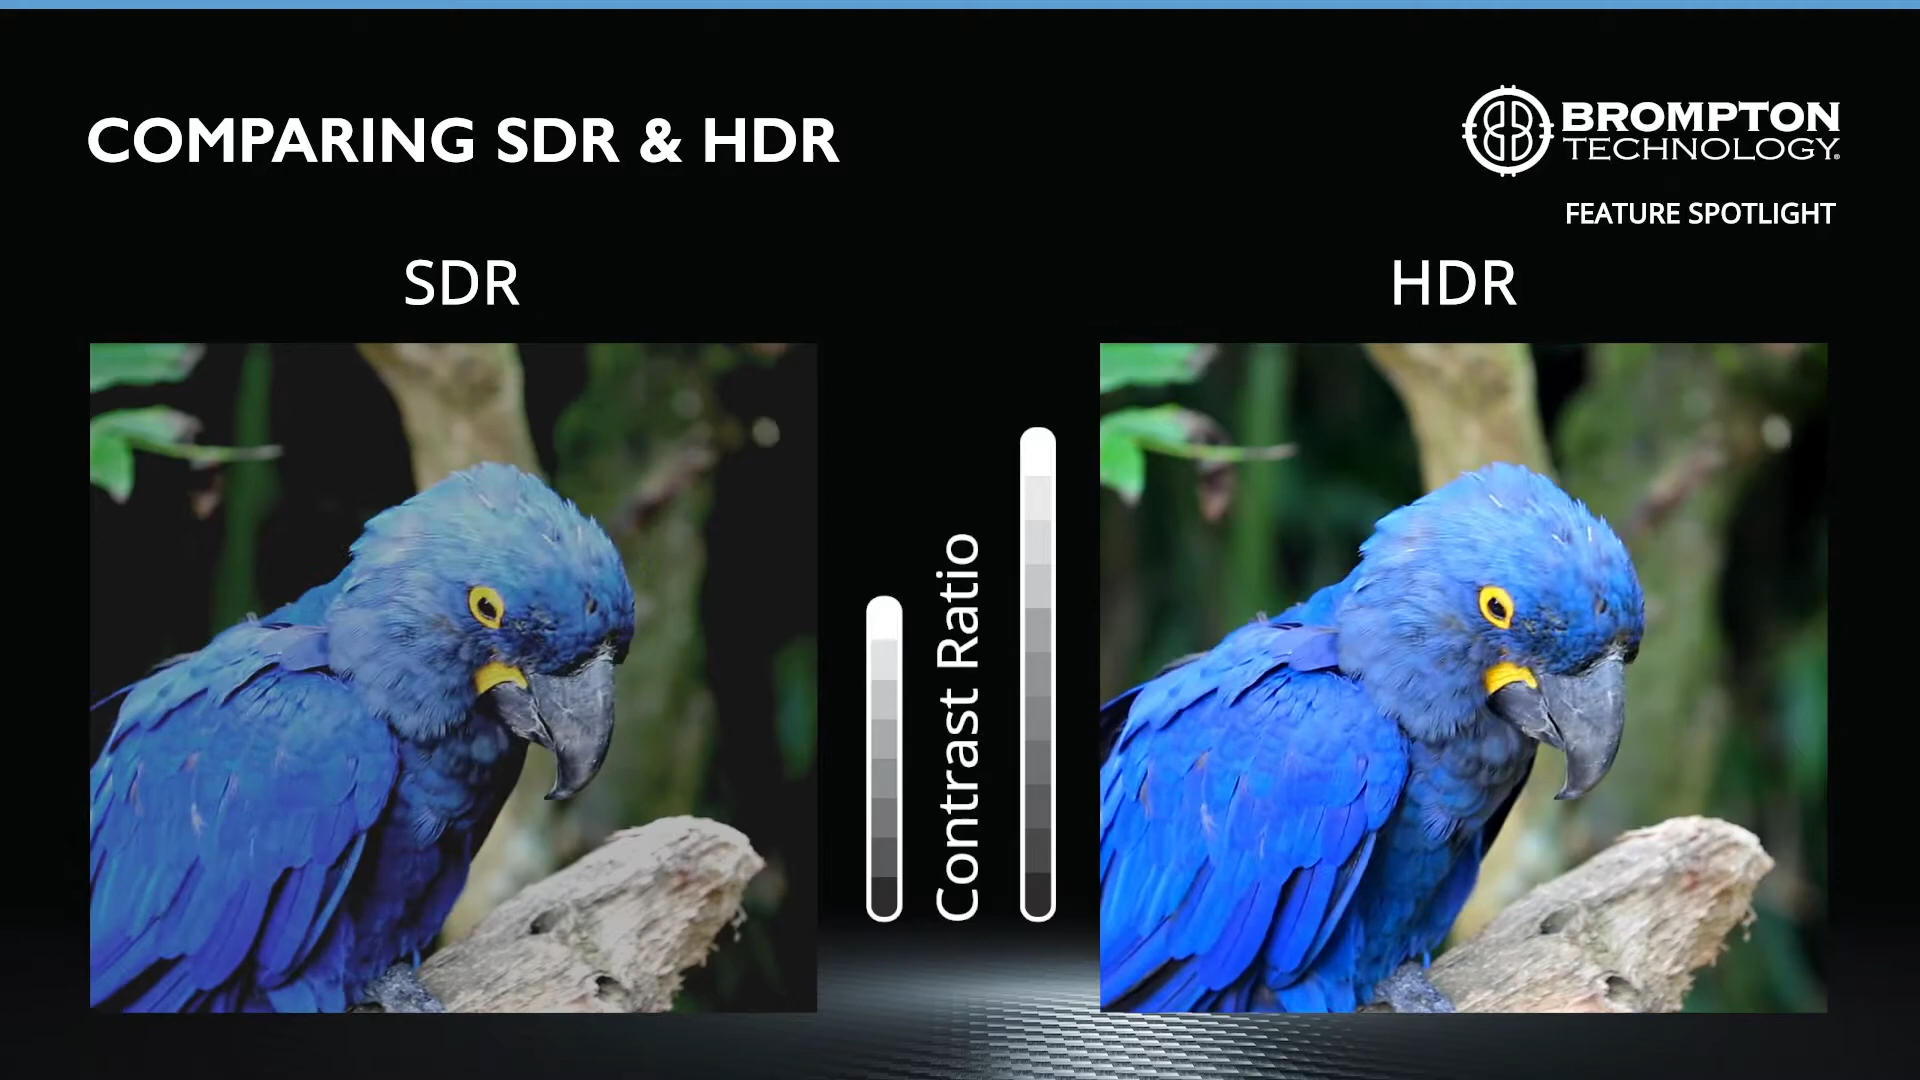 COMPARING SDR & HDR
BROMPTON
TECHNOLOGY®
FEATURE SPOTLIGHT
SDR
HDR
Contrast Ratio